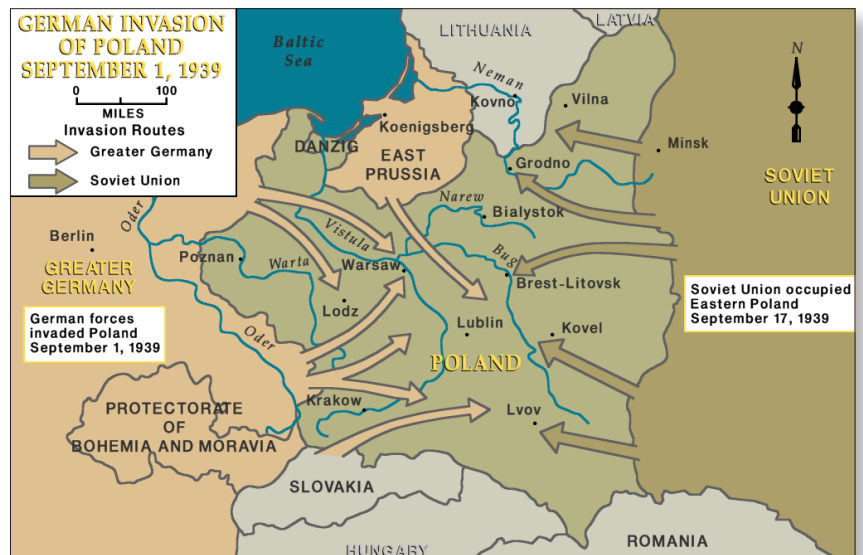 GERMAN INVASION
OF POLAND
SEPTEMBER 1, 1939
0 100
MILES
Invasion Routes
Greater Germany
Soviet Union
Baltic
Sea
LITHUANIA
LATVIA
Neman
Kovno
Vilna
N
Koenigsberg
DANZIG
EAST
PRUSSIA
Minsk
Grodno
SOVIET
UNION
Narew
Bialystok
Oder
Berlin
Vistula
Poznan
Warta
Warsaw
Bug
Brest-Litovsk
GREATER
GERMANY
German forces
invaded Poland
September 1, 1939
Soviet Union occupied
Eastern Poland
September 17, 1939
Lodz
Oder
Lublin
Kovel
POLAND
PROTECTORATE
OF
BOHEMIA AND MORAVIA
Krakow
Lvov
SLOVAKIA
HUNGARY
ROMANIA